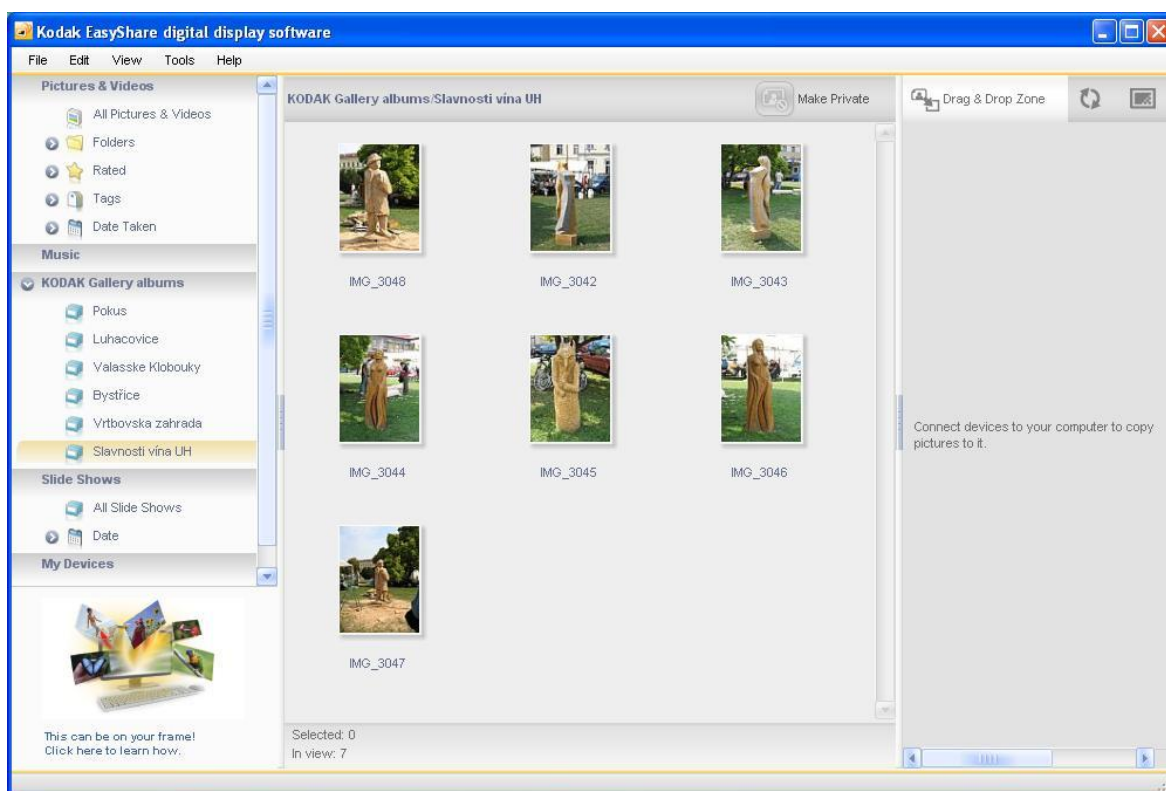 Kodak EasyShare digital display software
File Edit View Tools Help
Pictures & Videos
All Pictures & Videos
Folders
Rated
Tags
Date Taken
Music
KODAK Gallery albums
Pokus
Luhacovice
Valasske Klobouky
Bystřice
Vrtbovska zahrada
Slavnosti vína UH
Slide Shows
All Slide Shows
Date
My Devices
This can be on your frame!
Click here to learn how.
KODAK Gallery albums/Slavnosti vína UH
Make Private
IMG_3048
IMG_3042
IMG_3043
IMG_3044
IMG_3045
IMG_3046
IMG_3047
Selected: 0
In view: 7
Drag & Drop Zone
Connect devices to your computer to copy
pictures to it.